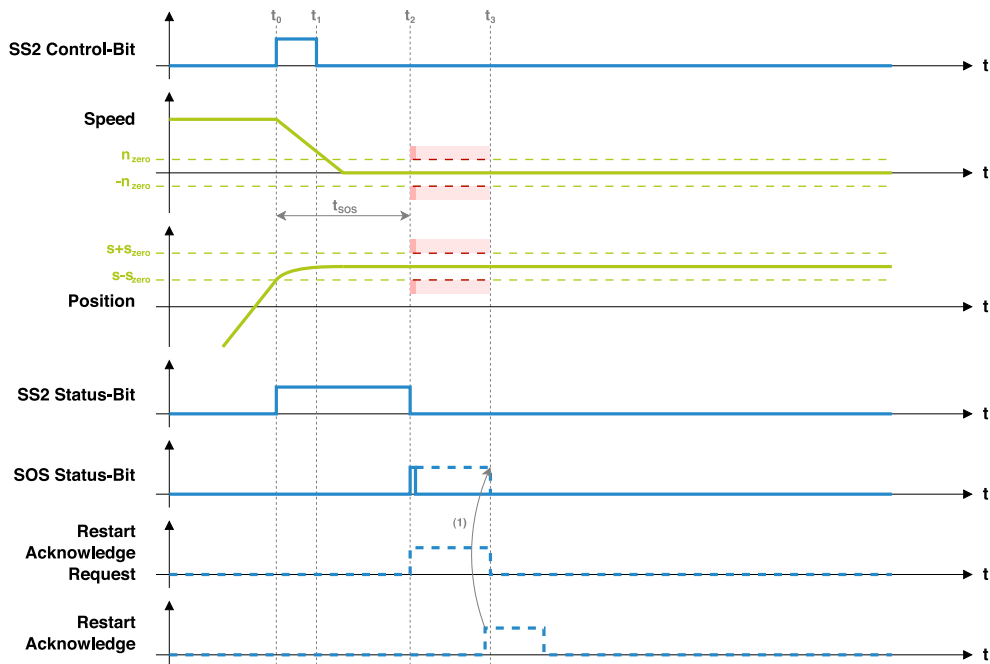 t0 t1 t2 t3
SS2 Control-Bit
t
Speed
nzero
t
-nzero
tSOS
s+szero
s-szero
Position
t
SS2 Status-Bit
t
SOS Status-Bit
t
(1)
Restart
Acknowledge
Request
t
Restart
Acknowledge
t